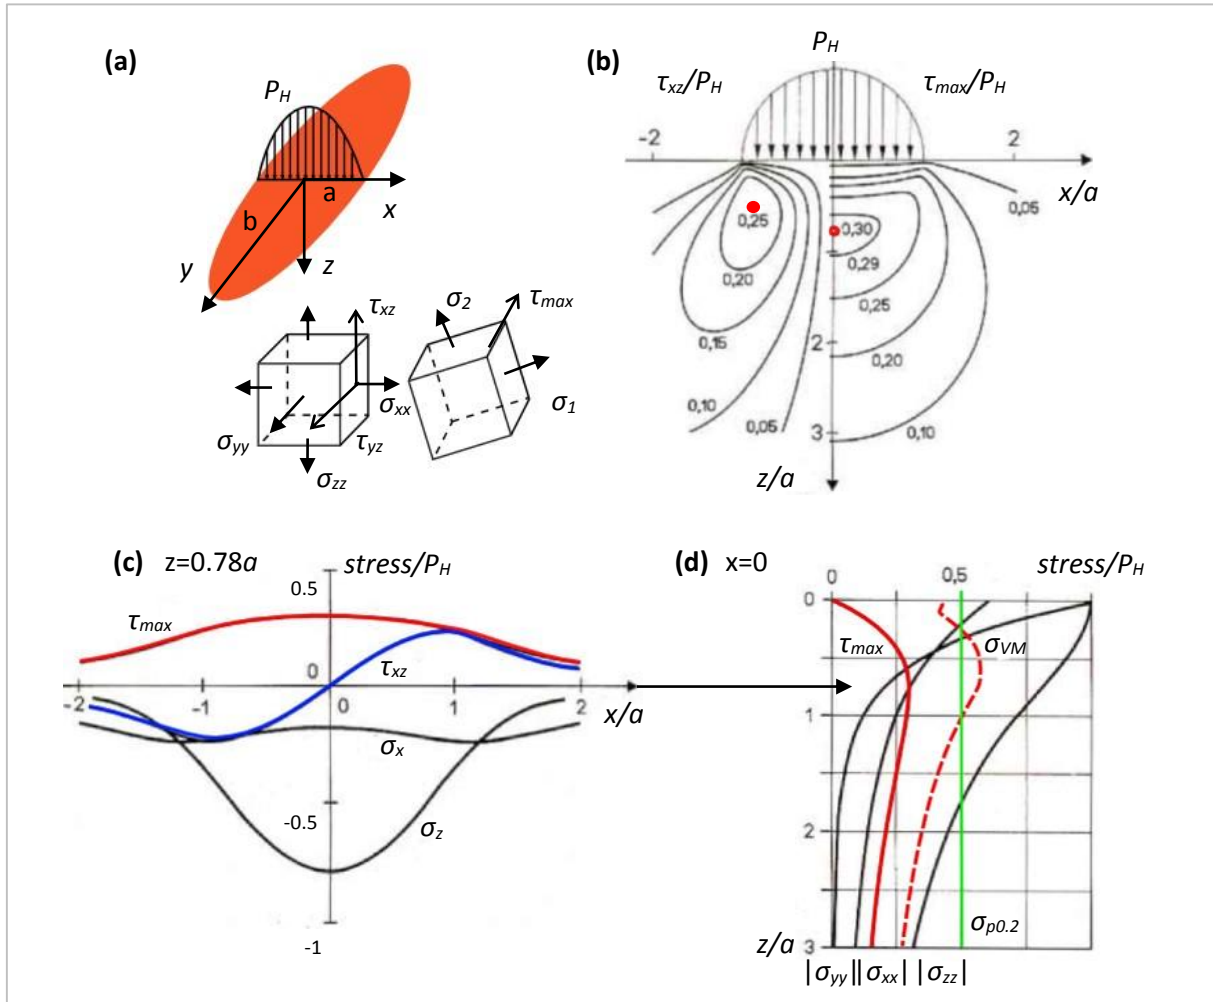 (a)
P_H
a
x
b
y
z
τ_xz
σ_2
τ_max
σ_xx
σ_1
σ_yy
τ_yz
σ_zz
(b)
P_H
τ_xz/P_H
τ_max/P_H
-2
2
x/a
0,05
0,25
0,30
0,20
0,29
0,25
0,15
2
0,20
0,10
0,05
3
0,10
z/a
(c) z=0.78a
stress/P_H
0.5
τ_max
0
τ_xz
-2
-1
0
1
2
x/a
σ_x
-0.5
σ_z
-1
(d) x=0
0
0,5
stress/P_H
0
τ_max
σ_VM
1
2
σ_p0.2
z/a
3
|σ_yy||σ_xx| |σ_zz|